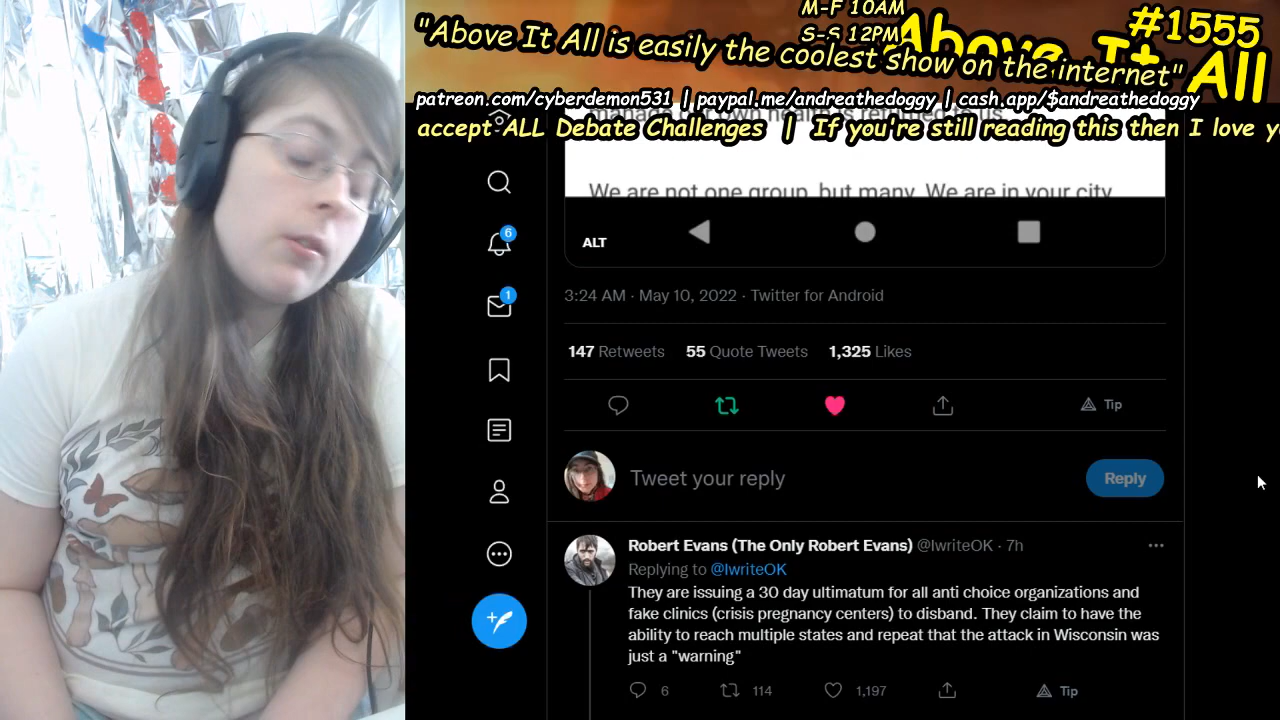 M-F 10AM
S-S 12PM
Above It All
#1555
"Above It All is easily the coolest show on the internet"
patreon.com/cyberdemon531 | paypal.me/andreathedoggy | cash.app/$andreathedoggy
accept ALL Debate Challenges | If you're still reading this then I love y
We are not one group, but many. We are in your city,
ALT
3:24 AM · May 10, 2022 · Twitter for Android
147 Retweets 55 Quote Tweets 1,325 Likes
Tip
Tweet your reply
Reply
Robert Evans (The Only Robert Evans) @IwriteOK · 7h
Replying to @IwriteOK
They are issuing a 30 day ultimatum for all anti choice organizations and
fake clinics (crisis pregnancy centers) to disband. They claim to have the
ability to reach multiple states and repeat that the attack in Wisconsin was
just a "warning"
6 114 1,197 Tip
6
1